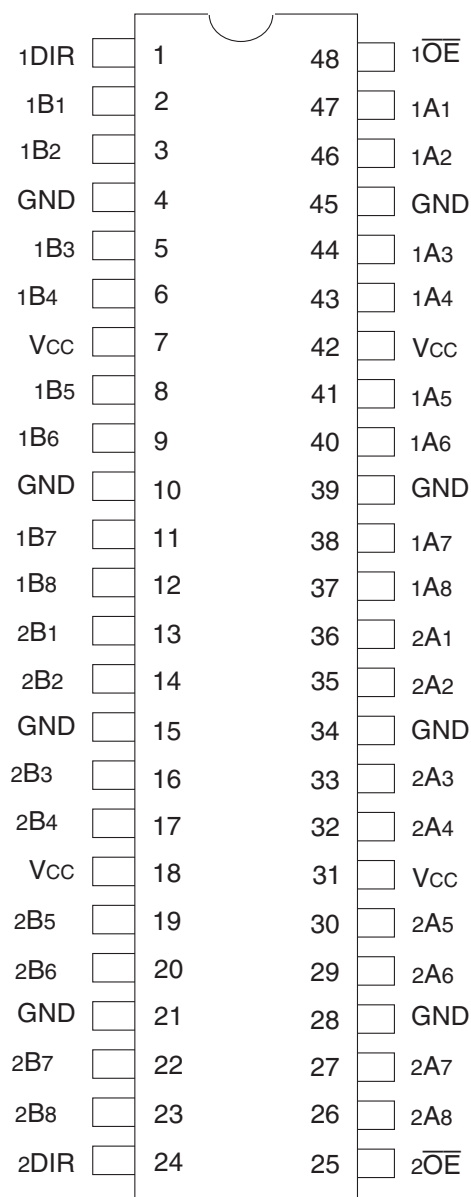 1DIR 1 48 1O̅E̅
1B1 2 47 1A1
1B2 3 46 1A2
GND 4 45 GND
1B3 5 44 1A3
1B4 6 43 1A4
VCC 7 42 VCC
1B5 8 41 1A5
1B6 9 40 1A6
GND 10 39 GND
1B7 11 38 1A7
1B8 12 37 1A8
2B1 13 36 2A1
2B2 14 35 2A2
GND 15 34 GND
2B3 16 33 2A3
2B4 17 32 2A4
VCC 18 31 VCC
2B5 19 30 2A5
2B6 20 29 2A6
GND 21 28 GND
2B7 22 27 2A7
2B8 23 26 2A8
2DIR 24 25 2O̅E̅